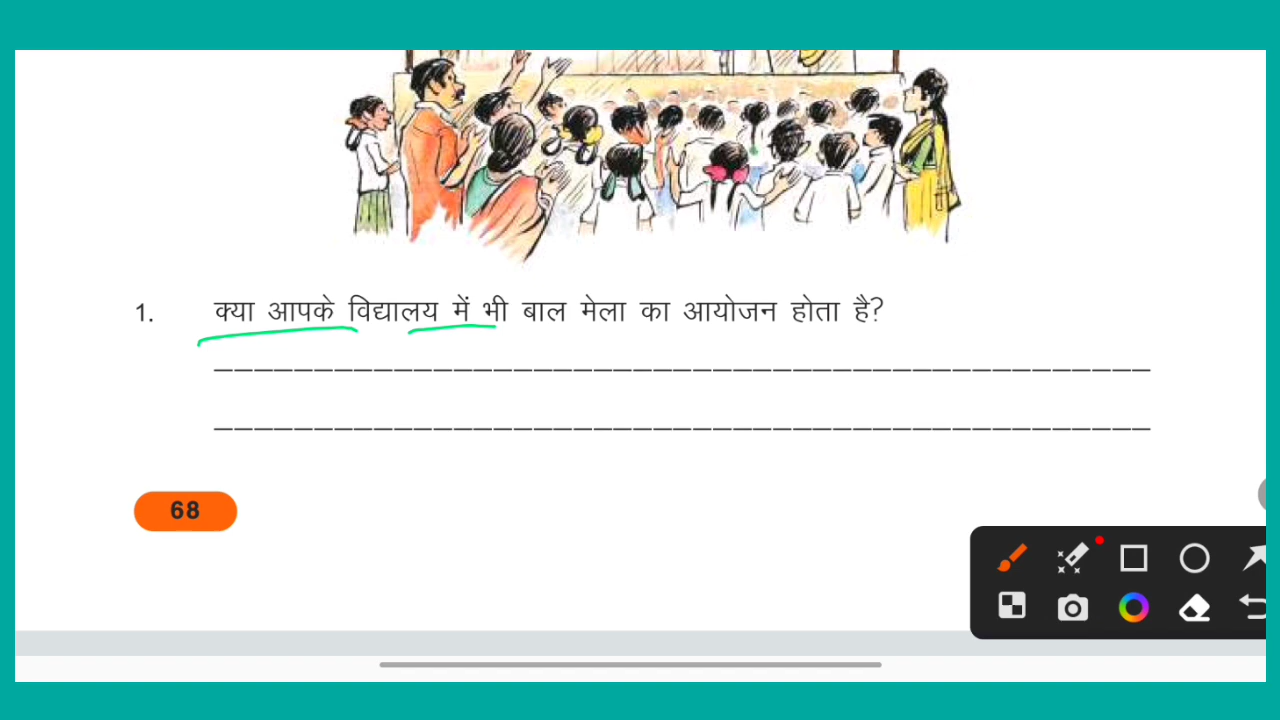 1. क्या आपके विद्यालय में भी बाल मेला का आयोजन होता है?
68